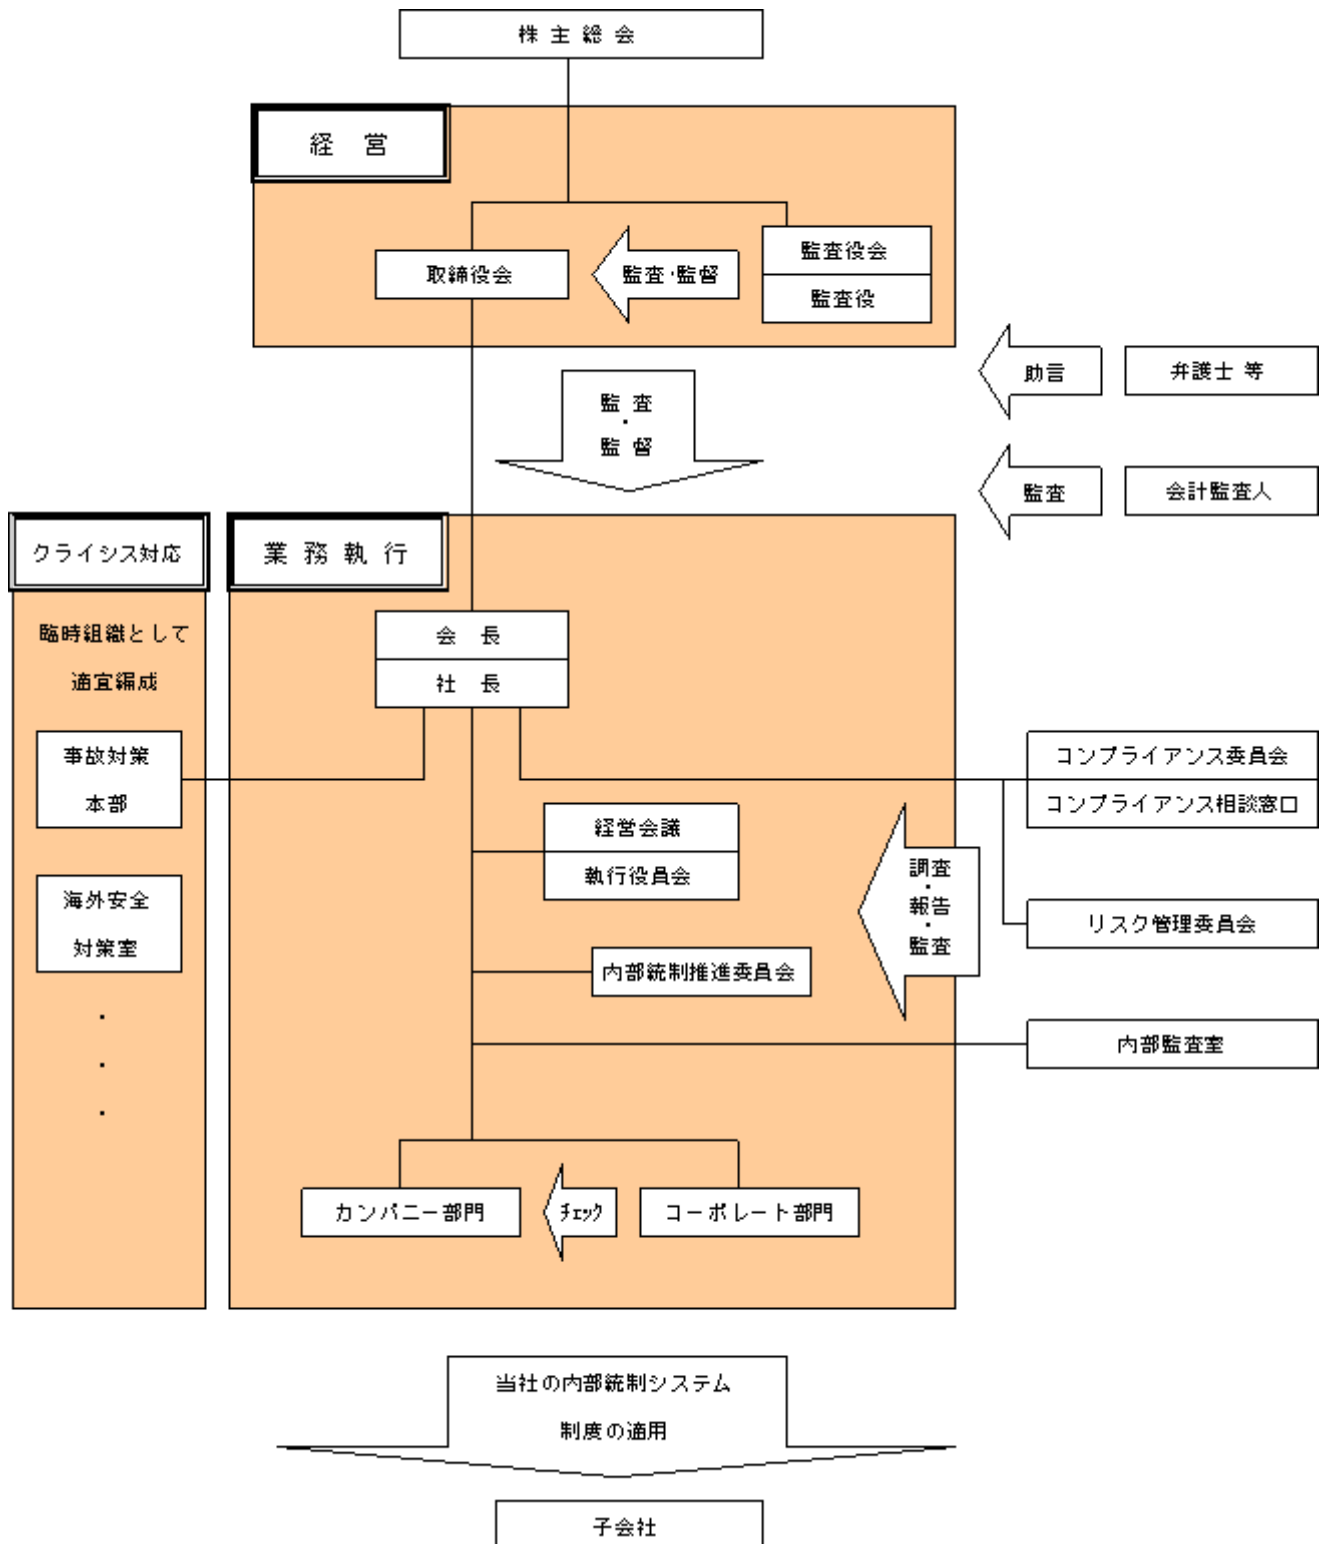 株主総会
経営
監査役会
取締役会
監査・監督
監査役
助言
弁護士 等
監査
・
監督
監査
会計監査人
クライシス対応
業務執行
臨時組織として
適宜編成
会長
社長
事故対策
本部
コンプライアンス委員会
コンプライアンス相談窓口
経営会議
執行役員会
調査
・
報告
・
監査
海外安全
対策室
リスク管理委員会
内部統制推進委員会
・
・
・
内部監査室
カンパニー部門
チェック
コーポレート部門
当社の内部統制システム
制度の適用
子会社